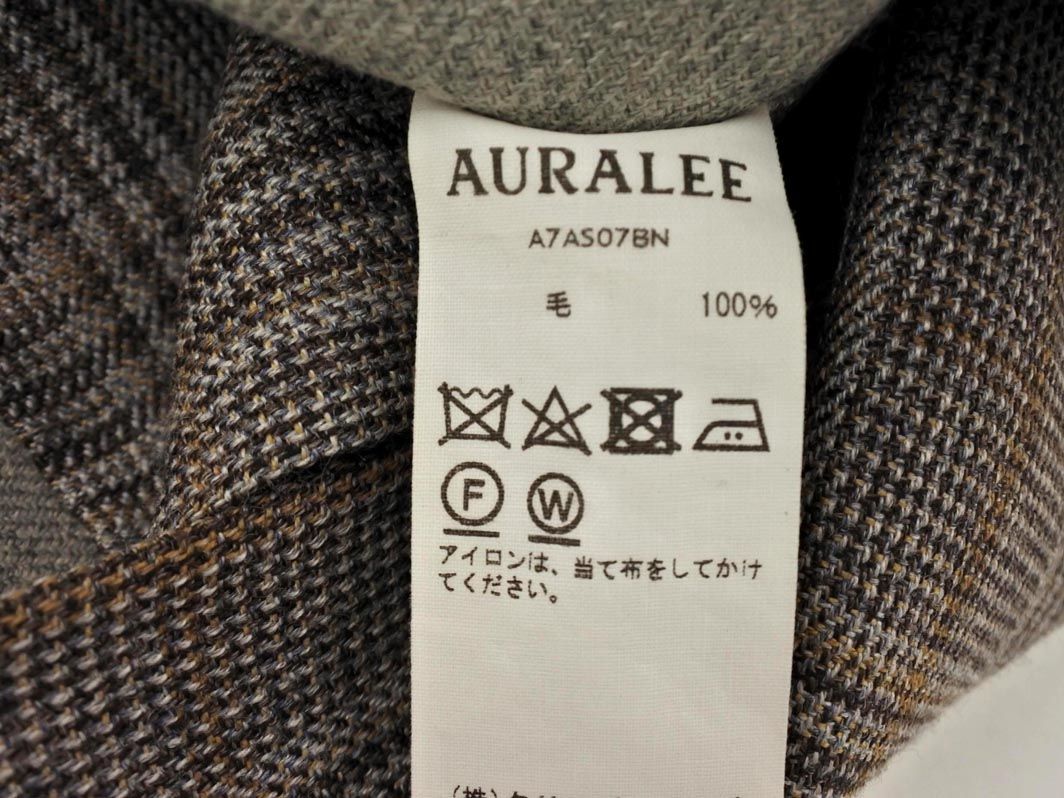 AURALEE
A7AS07BN
毛 100%
F W
アイロンは、当て布をしてかけ
てください。
(株)